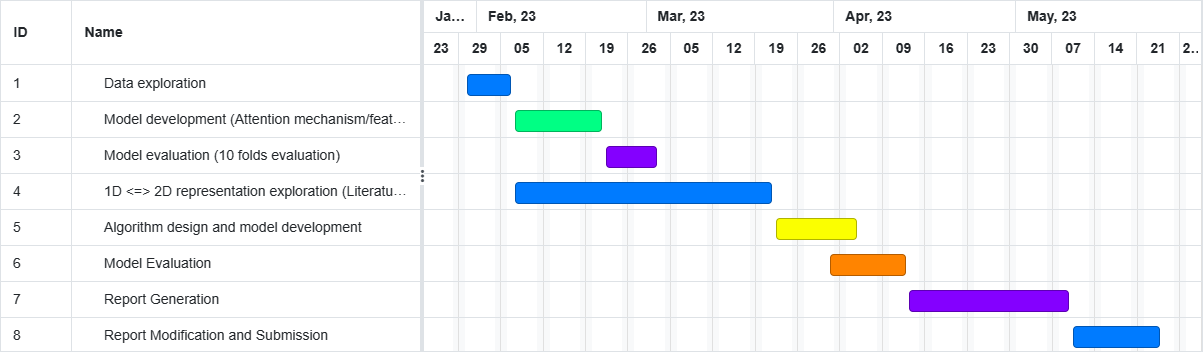 ID Name Ja... Feb, 23 Mar, 23 Apr, 23 May, 23
23 29 05 12 19 26 05 12 19 26 02 09 16 23 30 07 14 21 2..
1 Data exploration
2 Model development (Attention mechanism/feat...
3 Model evaluation (10 folds evaluation)
4 1D <=> 2D representation exploration (Literatu...
5 Algorithm design and model development
6 Model Evaluation
7 Report Generation
8 Report Modification and Submission